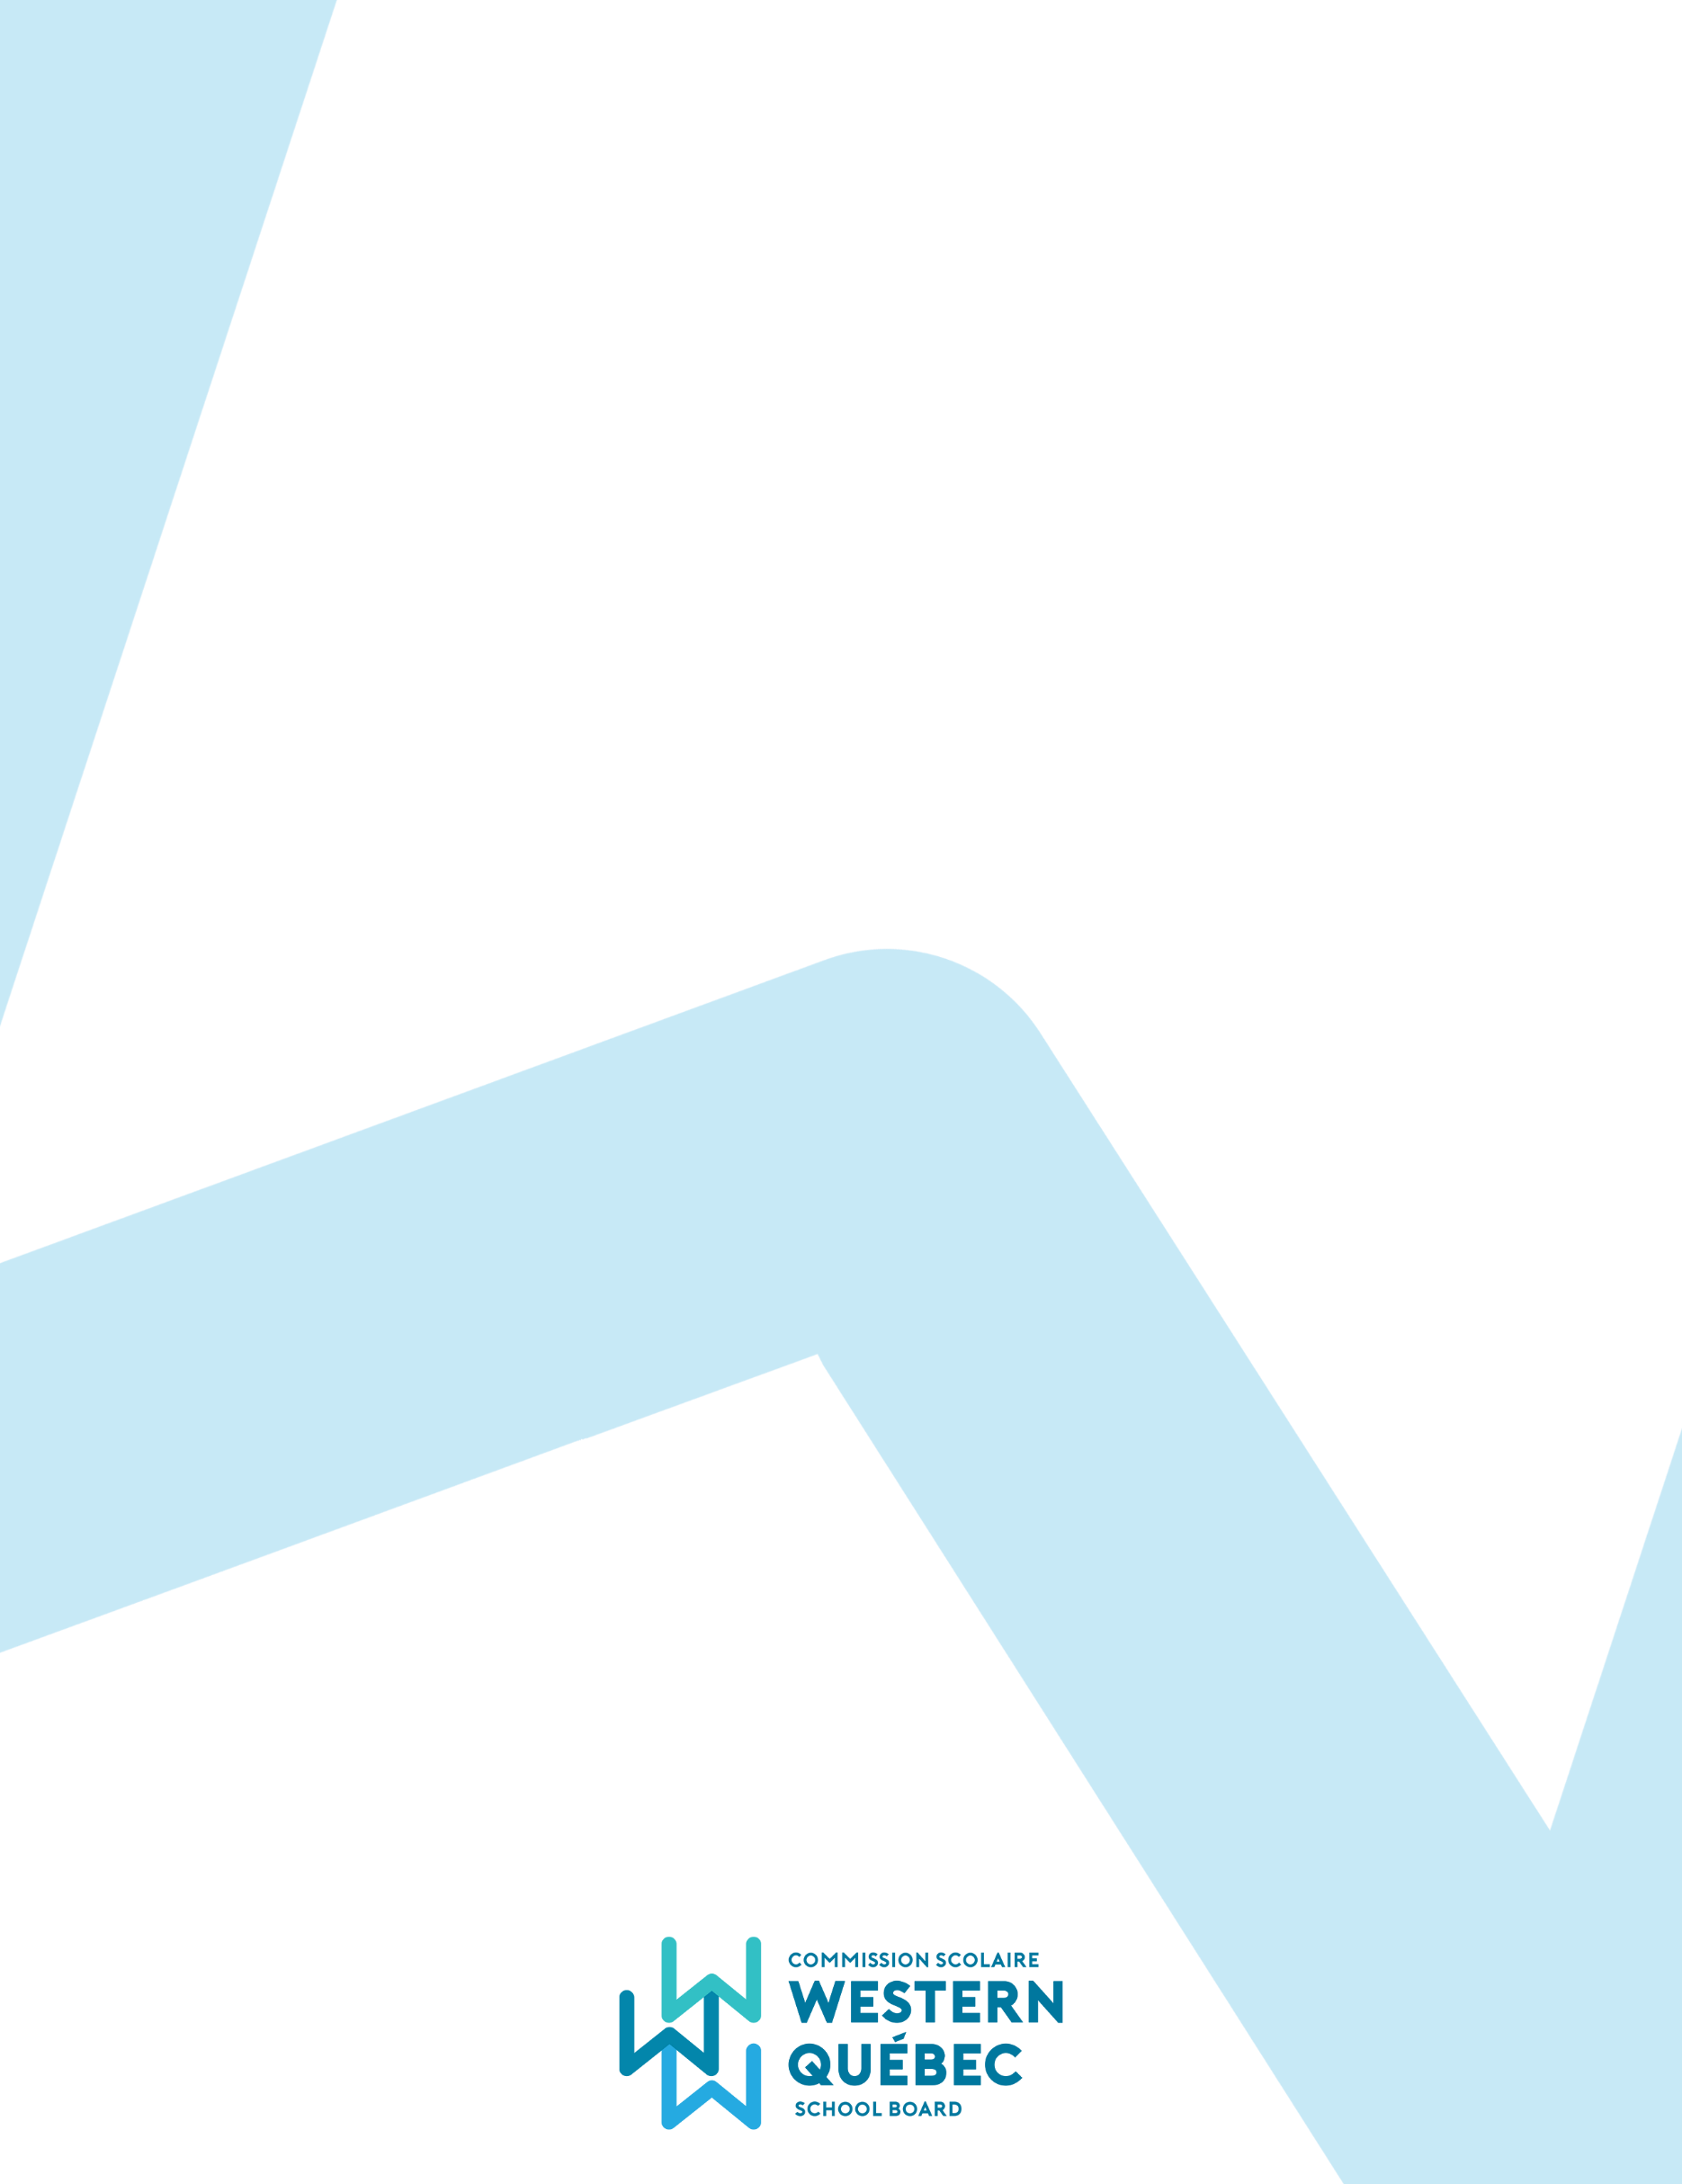 COMMISSION SCOLAIRE
WESTERN
QUÉBEC
SCHOOL BOARD